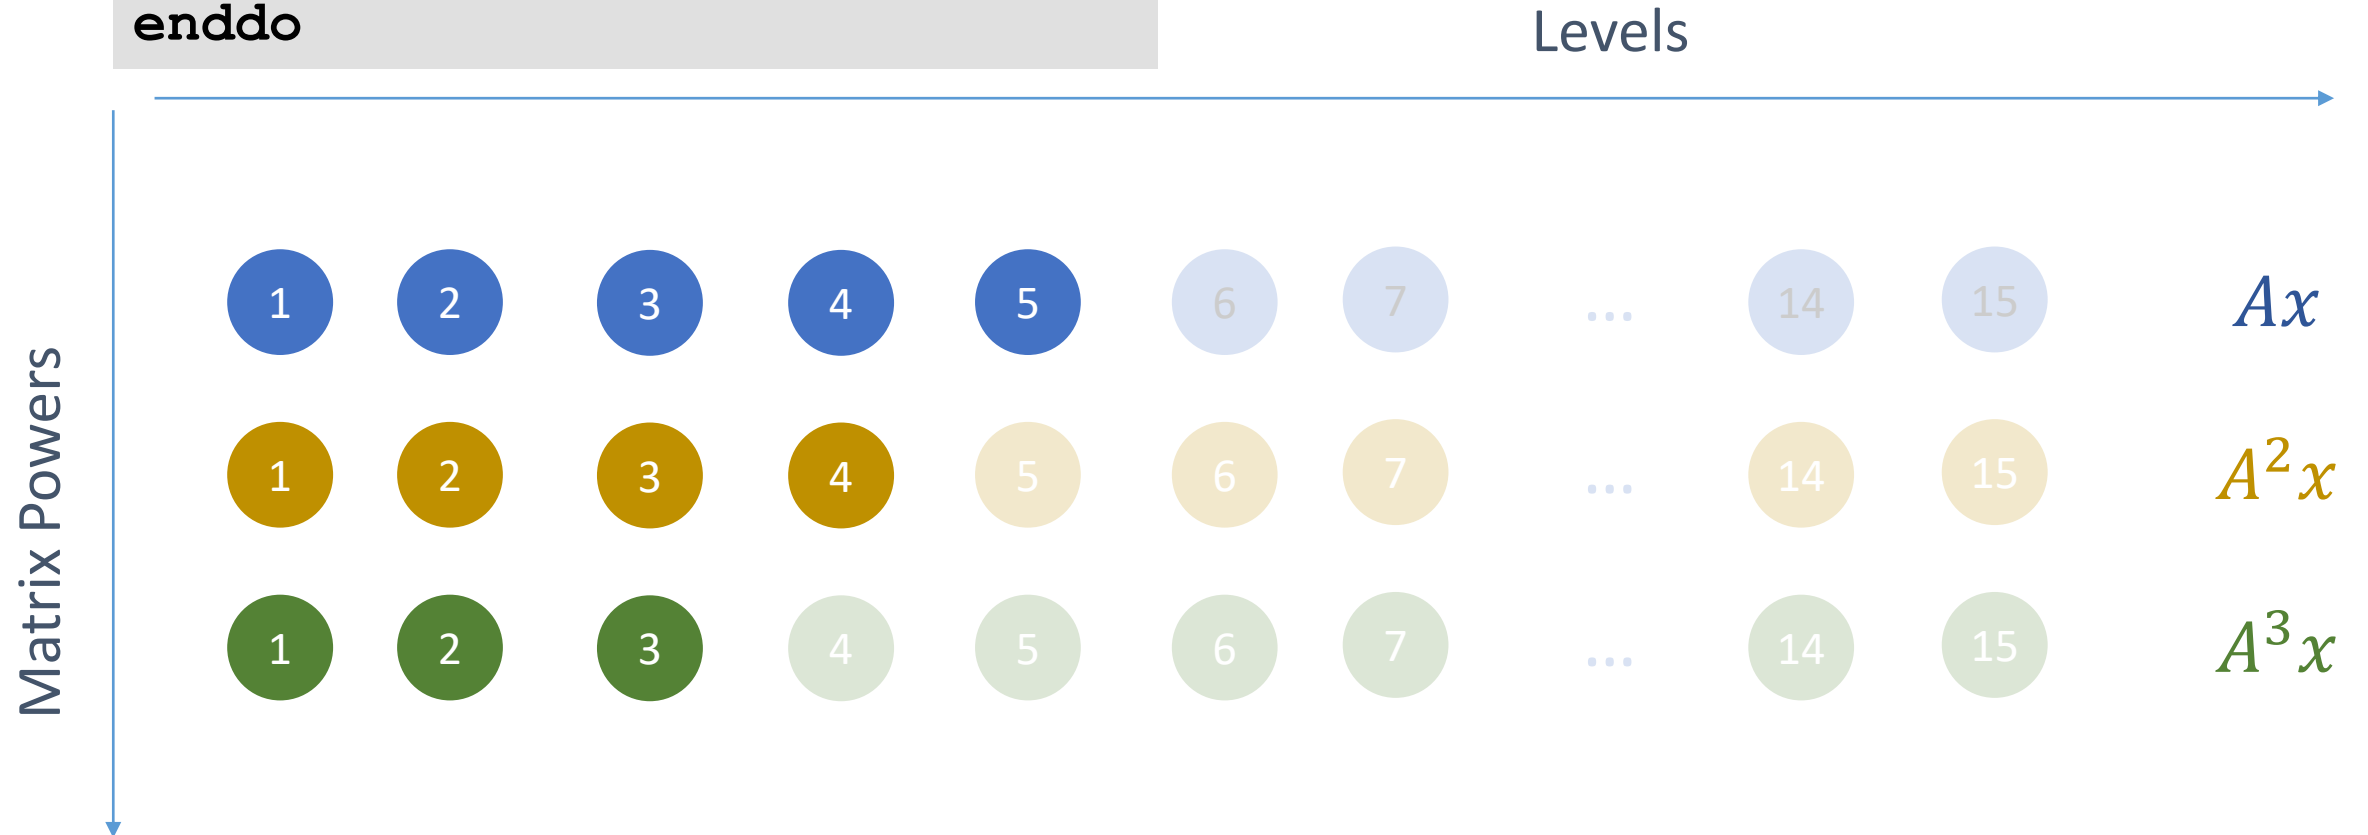 enddo
Levels
Matrix Powers
1 2 3 4 5 6 7 ... 14 15 Ax
1 2 3 4 5 6 7 ... 14 15 A²x
1 2 3 4 5 6 7 ... 14 15 A³x